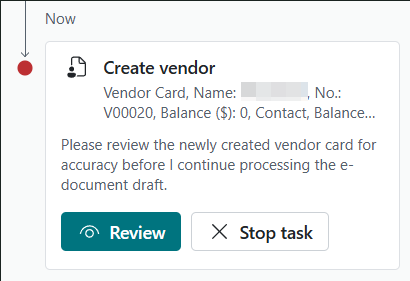 Now
Create vendor
Vendor Card, Name: , No.:
V00020, Balance ($): 0, Contact, Balance...
Please review the newly created vendor card for
accuracy before I continue processing the e-
document draft.
Review
Stop task